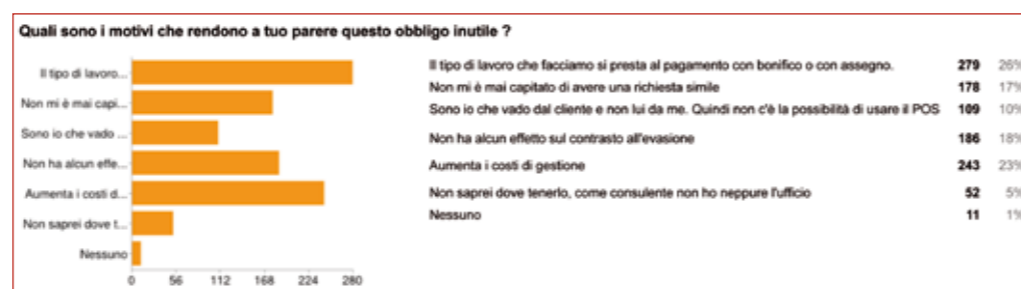 Quali sono i motivi che rendono a tuo parere questo obbligo inutile ?
Il tipo di lavoro...
Non mi è mai capi...
Sono io che vado ...
Non ha alcun effe...
Aumenta i costi d...
Non saprei dove t...
Nessuno
0 56 112 168 224 280
Il tipo di lavoro che facciamo si presta al pagamento con bonifico o con assegno. 279 26%
Non mi è mai capitato di avere una richiesta simile 178 17%
Sono io che vado dal cliente e non lui da me. Quindi non c'è la possibilità di usare il POS 109 10%
Non ha alcun effetto sul contrasto all'evasione 186 18%
Aumenta i costi di gestione 243 23%
Non saprei dove tenerlo, come consulente non ho neppure l'ufficio 52 5%
Nessuno 11 1%